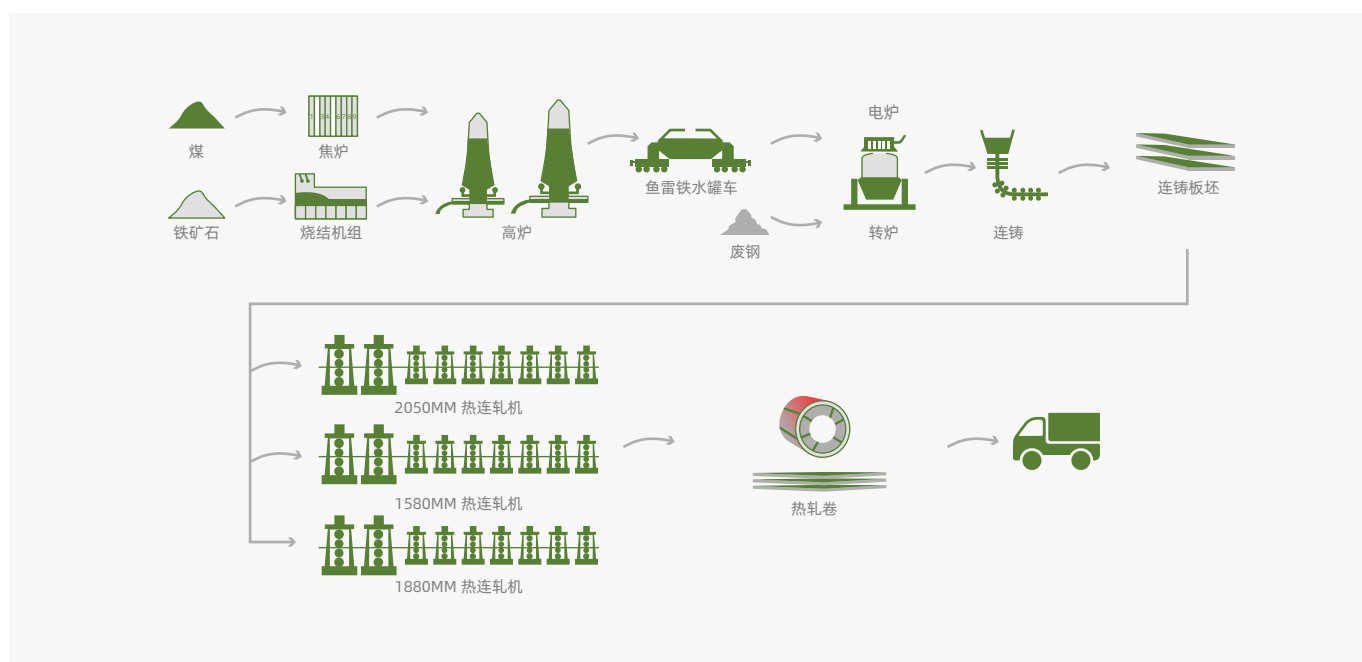 煤
焦炉
铁矿石
烧结机组
高炉
鱼雷铁水罐车
废钢
电炉
转炉
连铸
连铸板坯
2050MM 热连轧机
1580MM 热连轧机
1880MM 热连轧机
热轧卷